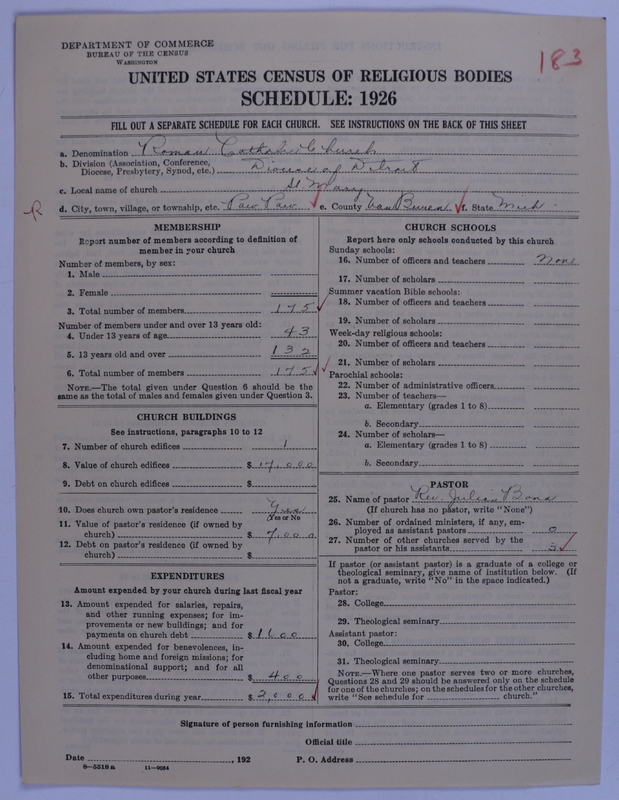 DEPARTMENT OF COMMERCE
BUREAU OF THE CENSUS
WASHINGTON
183
UNITED STATES CENSUS OF RELIGIOUS BODIES
SCHEDULE: 1926
FILL OUT A SEPARATE SCHEDULE FOR EACH CHURCH. SEE INSTRUCTIONS ON THE BACK OF THIS SHEET
a. Denomination Roman Catholic Church
b. Division (Association, Conference, Diocese, Presbytery, Synod, etc.) Diocese of Detroit
c. Local name of church St Mary
R d. City, town, village, or township, etc. Paw Paw e. County Van Buren f. State Mich.
MEMBERSHIP
Report number of members according to definition of
member in your church
Number of members, by sex:
1. Male
2. Female
3. Total number of members 175
Number of members under and over 13 years old:
4. Under 13 years of age 43
5. 13 years old and over 132
6. Total number of members 175
NOTE.—The total given under Question 6 should be the
same as the total of males and females given under Question 3.
CHURCH BUILDINGS
See instructions, paragraphs 10 to 12
7. Number of church edifices 1
8. Value of church edifices $ 17,000
9. Debt on church edifices $
10. Does church own pastor's residence Yes
(Yes or No
11. Value of pastor's residence (if owned by
church) $ 7,000
12. Debt on pastor's residence (if owned by
church) $
EXPENDITURES
Amount expended by your church during last fiscal year
13. Amount expended for salaries, repairs,
and other running expenses; for im-
provements or new buildings; and for
payments on church debt $ 1600
14. Amount expended for benevolences, in-
cluding home and foreign missions; for
denominational support; and for all
other purposes $ 400
15. Total expenditures during year $ 2,000
CHURCH SCHOOLS
Report here only schools conducted by this church
Sunday schools:
16. Number of officers and teachers None
17. Number of scholars
Summer vacation Bible schools:
18. Number of officers and teachers
19. Number of scholars
Week-day religious schools:
20. Number of officers and teachers
21. Number of scholars
Parochial schools:
22. Number of administrative officers
23. Number of teachers—
a. Elementary (grades 1 to 8)
b. Secondary
24. Number of scholars—
a. Elementary (grades 1 to 8)
b. Secondary
PASTOR
25. Name of pastor Rev. Julian Bona
(If church has no pastor, write "None")
26. Number of ordained ministers, if any, em-
ployed as assistant pastors 0
27. Number of other churches served by the
pastor or his assistants 3
If pastor (or assistant pastor) is a graduate of a college or
theological seminary, give name of institution below. (If
not a graduate, write "No" in the space indicated.)
Pastor:
28. College
29. Theological seminary
Assistant pastor:
30. College
31. Theological seminary
NOTE.—Where one pastor serves two or more churches,
Questions 28 and 29 should be answered only on the schedule
for one of the churches; on the schedules for the other churches,
write "See schedule for church."
Signature of person furnishing information
Official title
Date , 192 P. O. Address
8—5518 a 11—9034